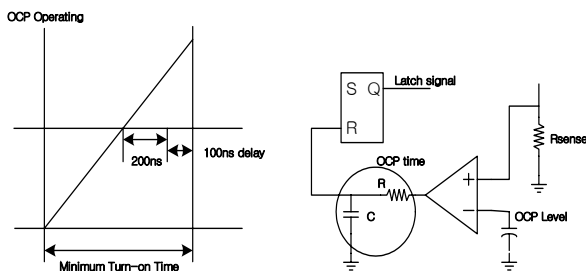 OCP Operating
200ns
100ns delay
Minimum Turn-on Time
S Q
Latch signal
R
OCP time
R
C
+
-
Rsense
OCP Level